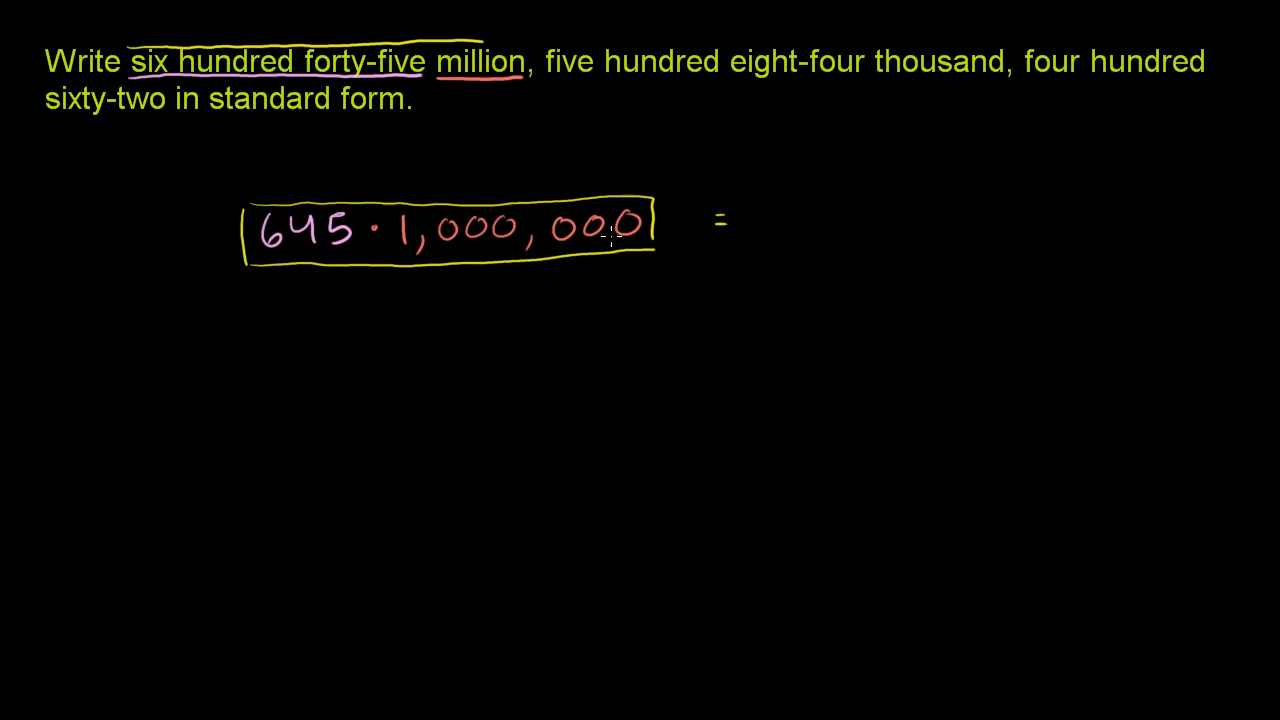 Write six hundred forty-five million, five hundred eight-four thousand, four hundred
sixty-two in standard form.
645 · 1,000,000 =